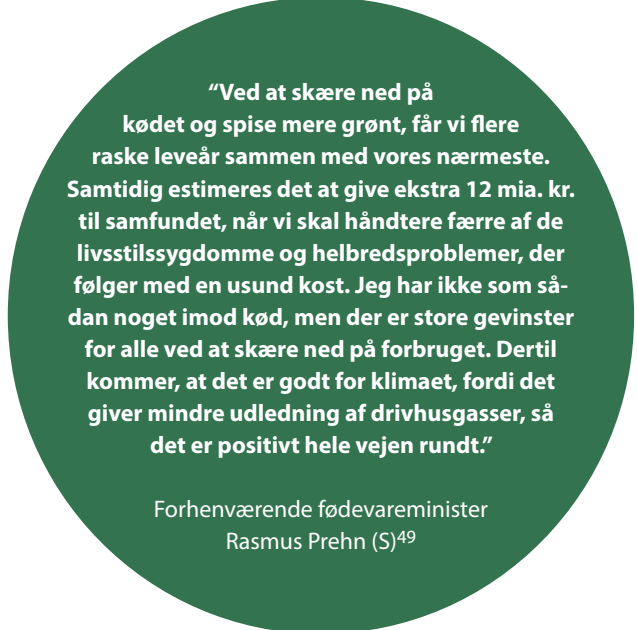 “Ved at skære ned på
kødet og spise mere grønt, får vi flere
raske leveår sammen med vores nærmeste.
Samtidig estimeres det at give ekstra 12 mia. kr.
til samfundet, når vi skal håndtere færre af de
livsstilssygdomme og helbredsproblemer, der
følger med en usund kost. Jeg har ikke som så-
dan noget imod kød, men der er store gevinster
for alle ved at skære ned på forbruget. Dertil
kommer, at det er godt for klimaet, fordi det
giver mindre udledning af drivhusgasser, så
det er positivt hele vejen rundt.”
Forhenværende fødevareminister
Rasmus Prehn (S)49